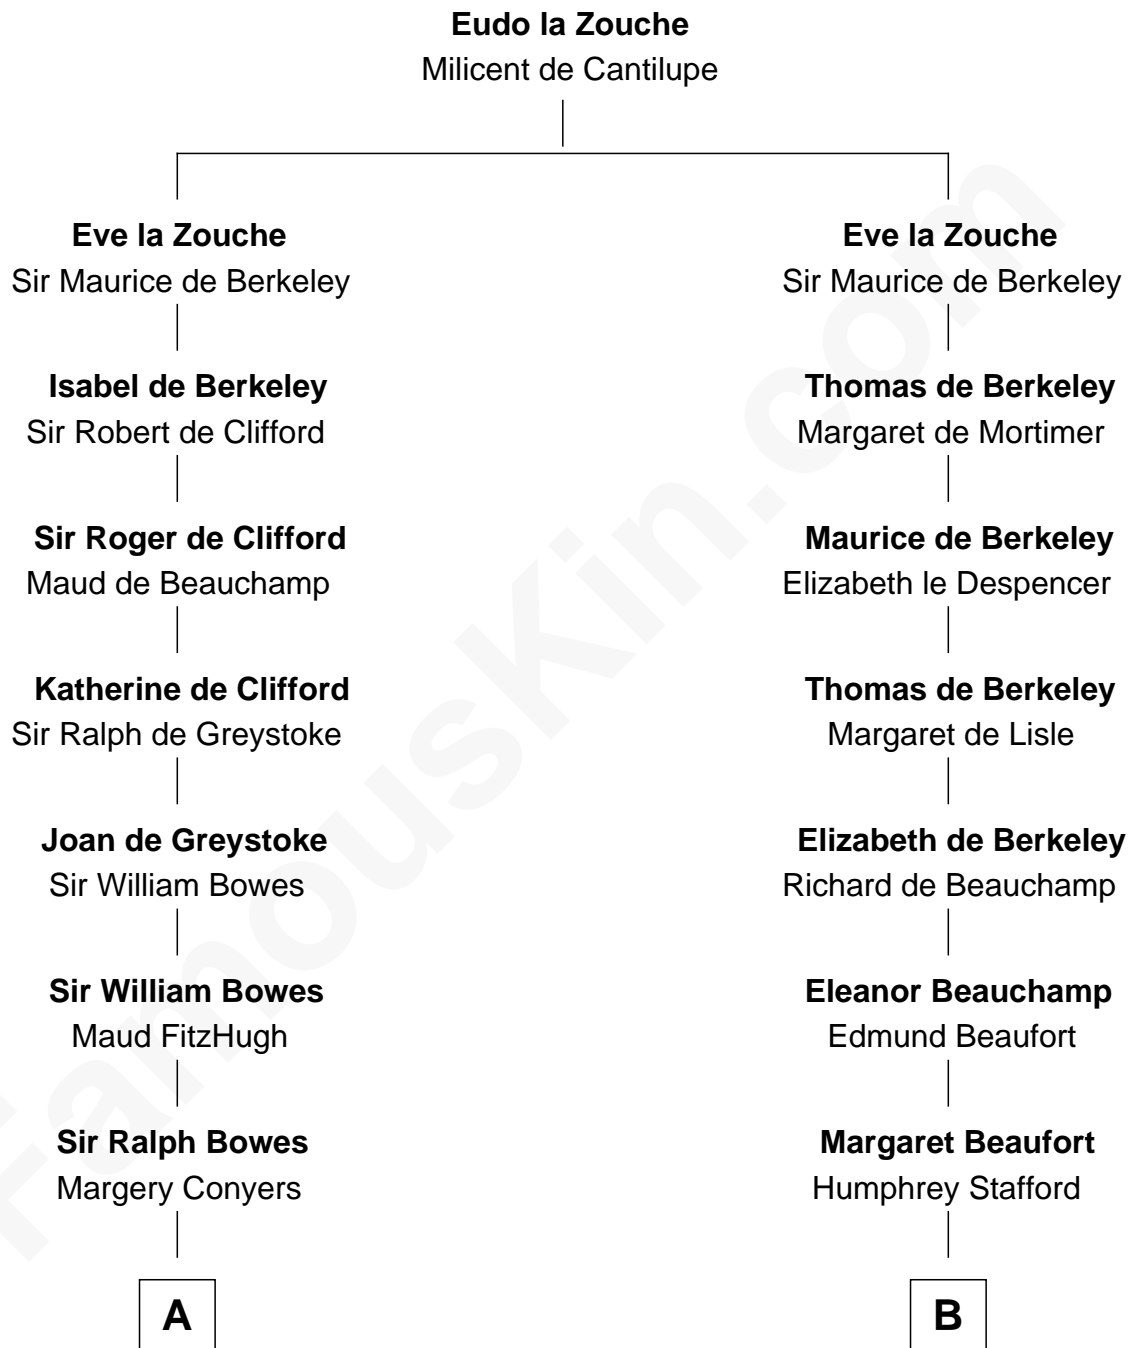 Eudo la Zouche
Milicent de Cantilupe
Eve la Zouche
Sir Maurice de Berkeley
Isabel de Berkeley
Sir Robert de Clifford
Sir Roger de Clifford
Maud de Beauchamp
Katherine de Clifford
Sir Ralph de Greystoke
Joan de Greystoke
Sir William Bowes
Sir William Bowes
Maud FitzHugh
Sir Ralph Bowes
Margery Conyers
A
Eve la Zouche
Sir Maurice de Berkeley
Thomas de Berkeley
Margaret de Mortimer
Maurice de Berkeley
Elizabeth le Despencer
Thomas de Berkeley
Margaret de Lisle
Elizabeth de Berkeley
Richard de Beauchamp
Eleanor Beauchamp
Edmund Beaufort
Margaret Beaufort
Humphrey Stafford
B
FamousKin.com